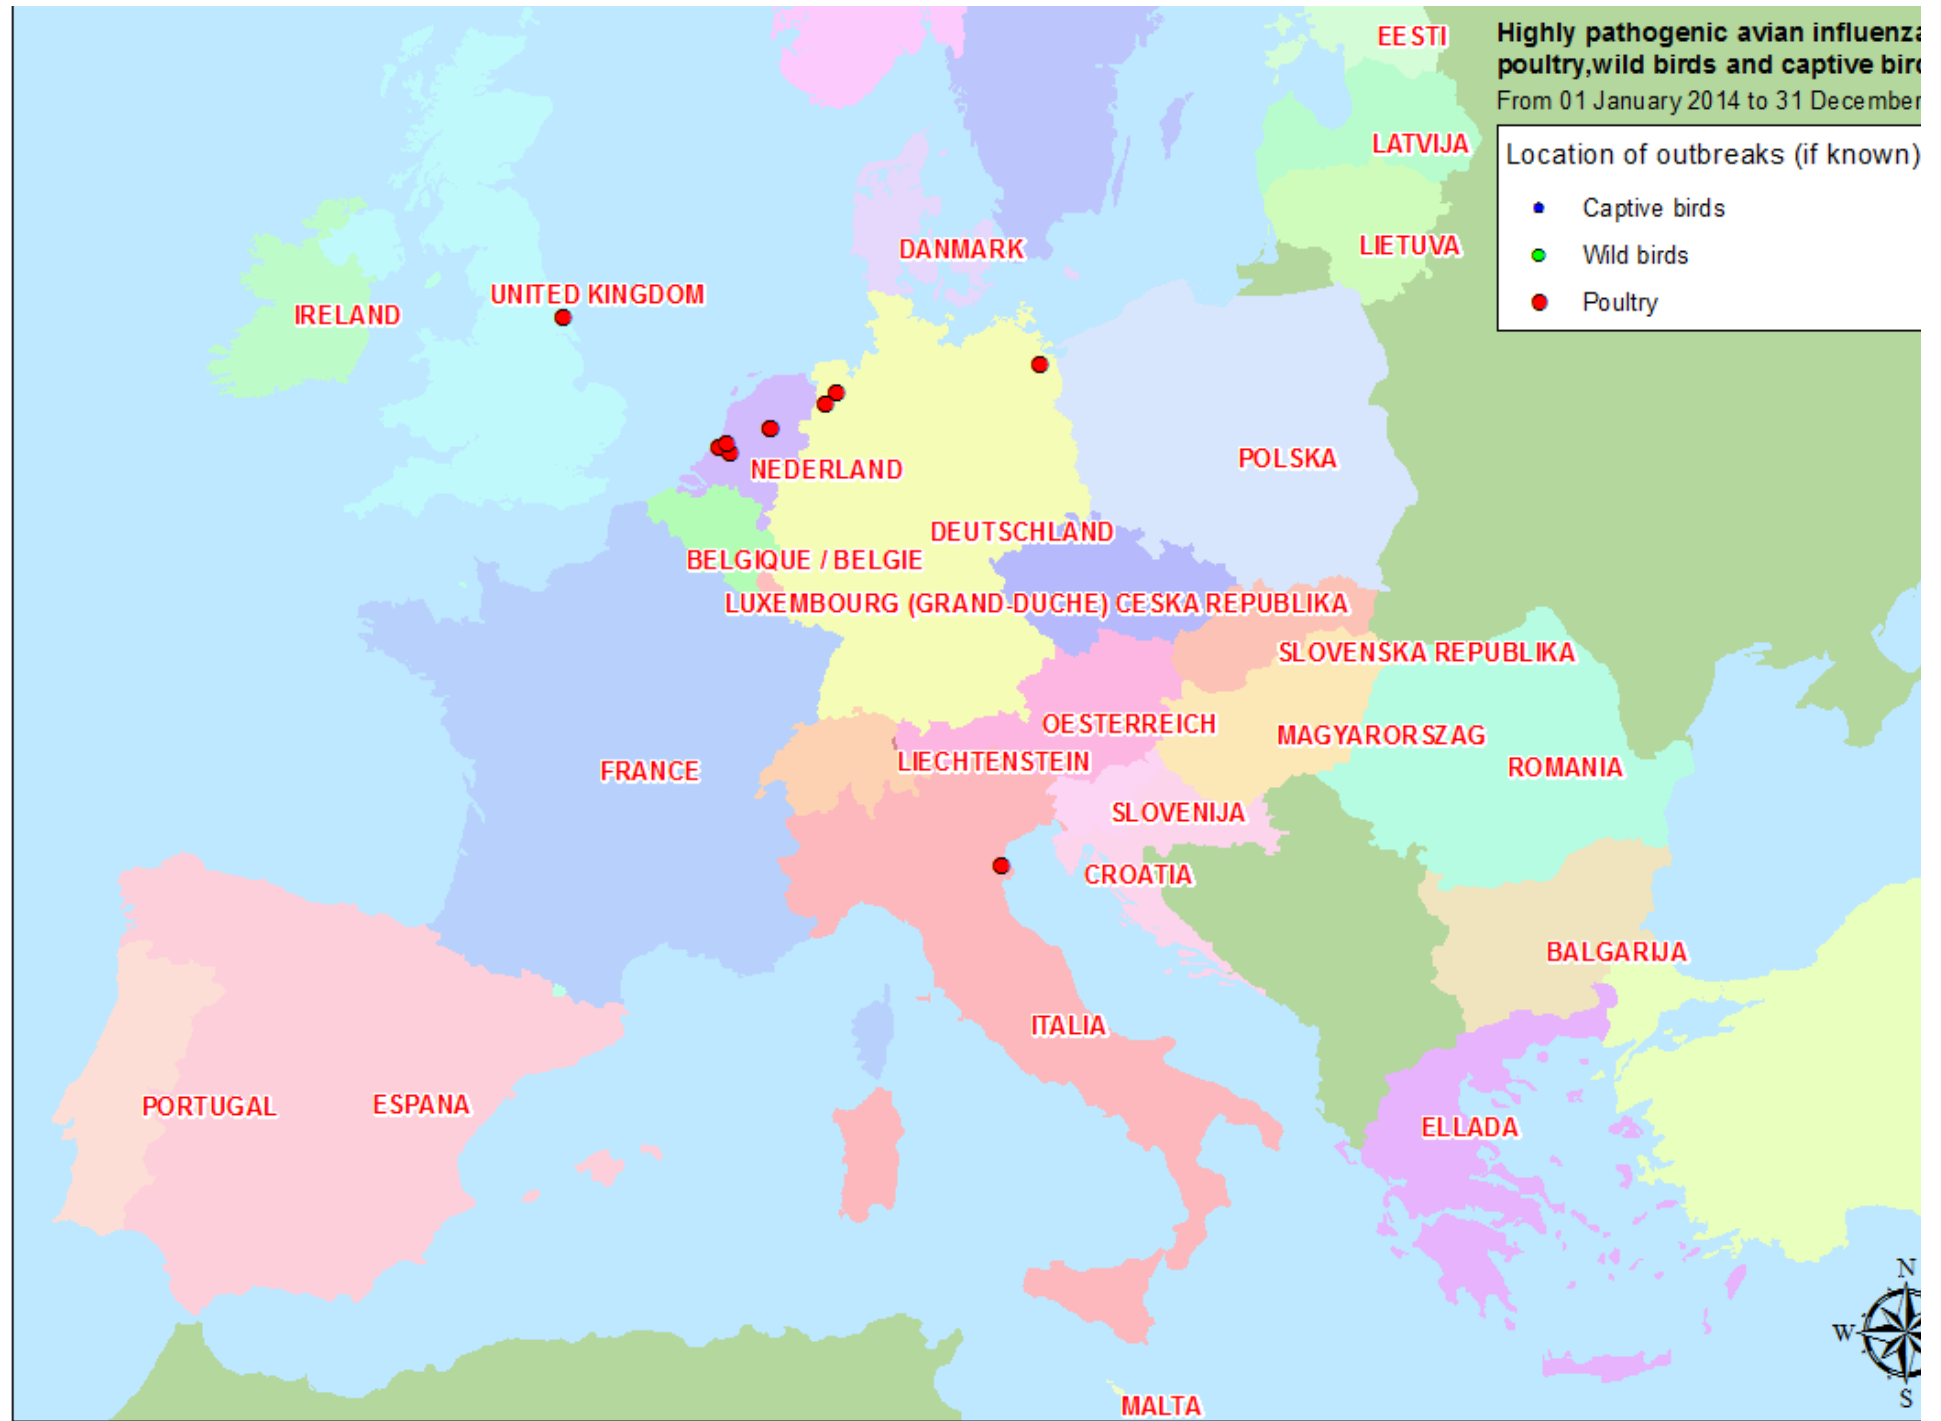 Highly pathogenic avian influenza
poultry,wild birds and captive bir
From 01 January 2014 to 31 December
Location of outbreaks (if known)
Captive birds
Wild birds
Poultry
EESTI
LATVIJA
LIETUVA
DANMARK
UNITED KINGDOM
IRELAND
POLSKA
NEDERLAND
DEUTSCHLAND
BELGIQUE / BELGIE
LUXEMBOURG (GRAND-DUCHE)
CESKA REPUBLIKA
SLOVENSKA REPUBLIKA
OESTERREICH
MAGYARORSZAG
LIECHTENSTEIN
FRANCE
ROMANIA
SLOVENIJA
CROATIA
BALGARIJA
ITALIA
PORTUGAL
ESPANA
ELLADA
MALTA
N
W
S